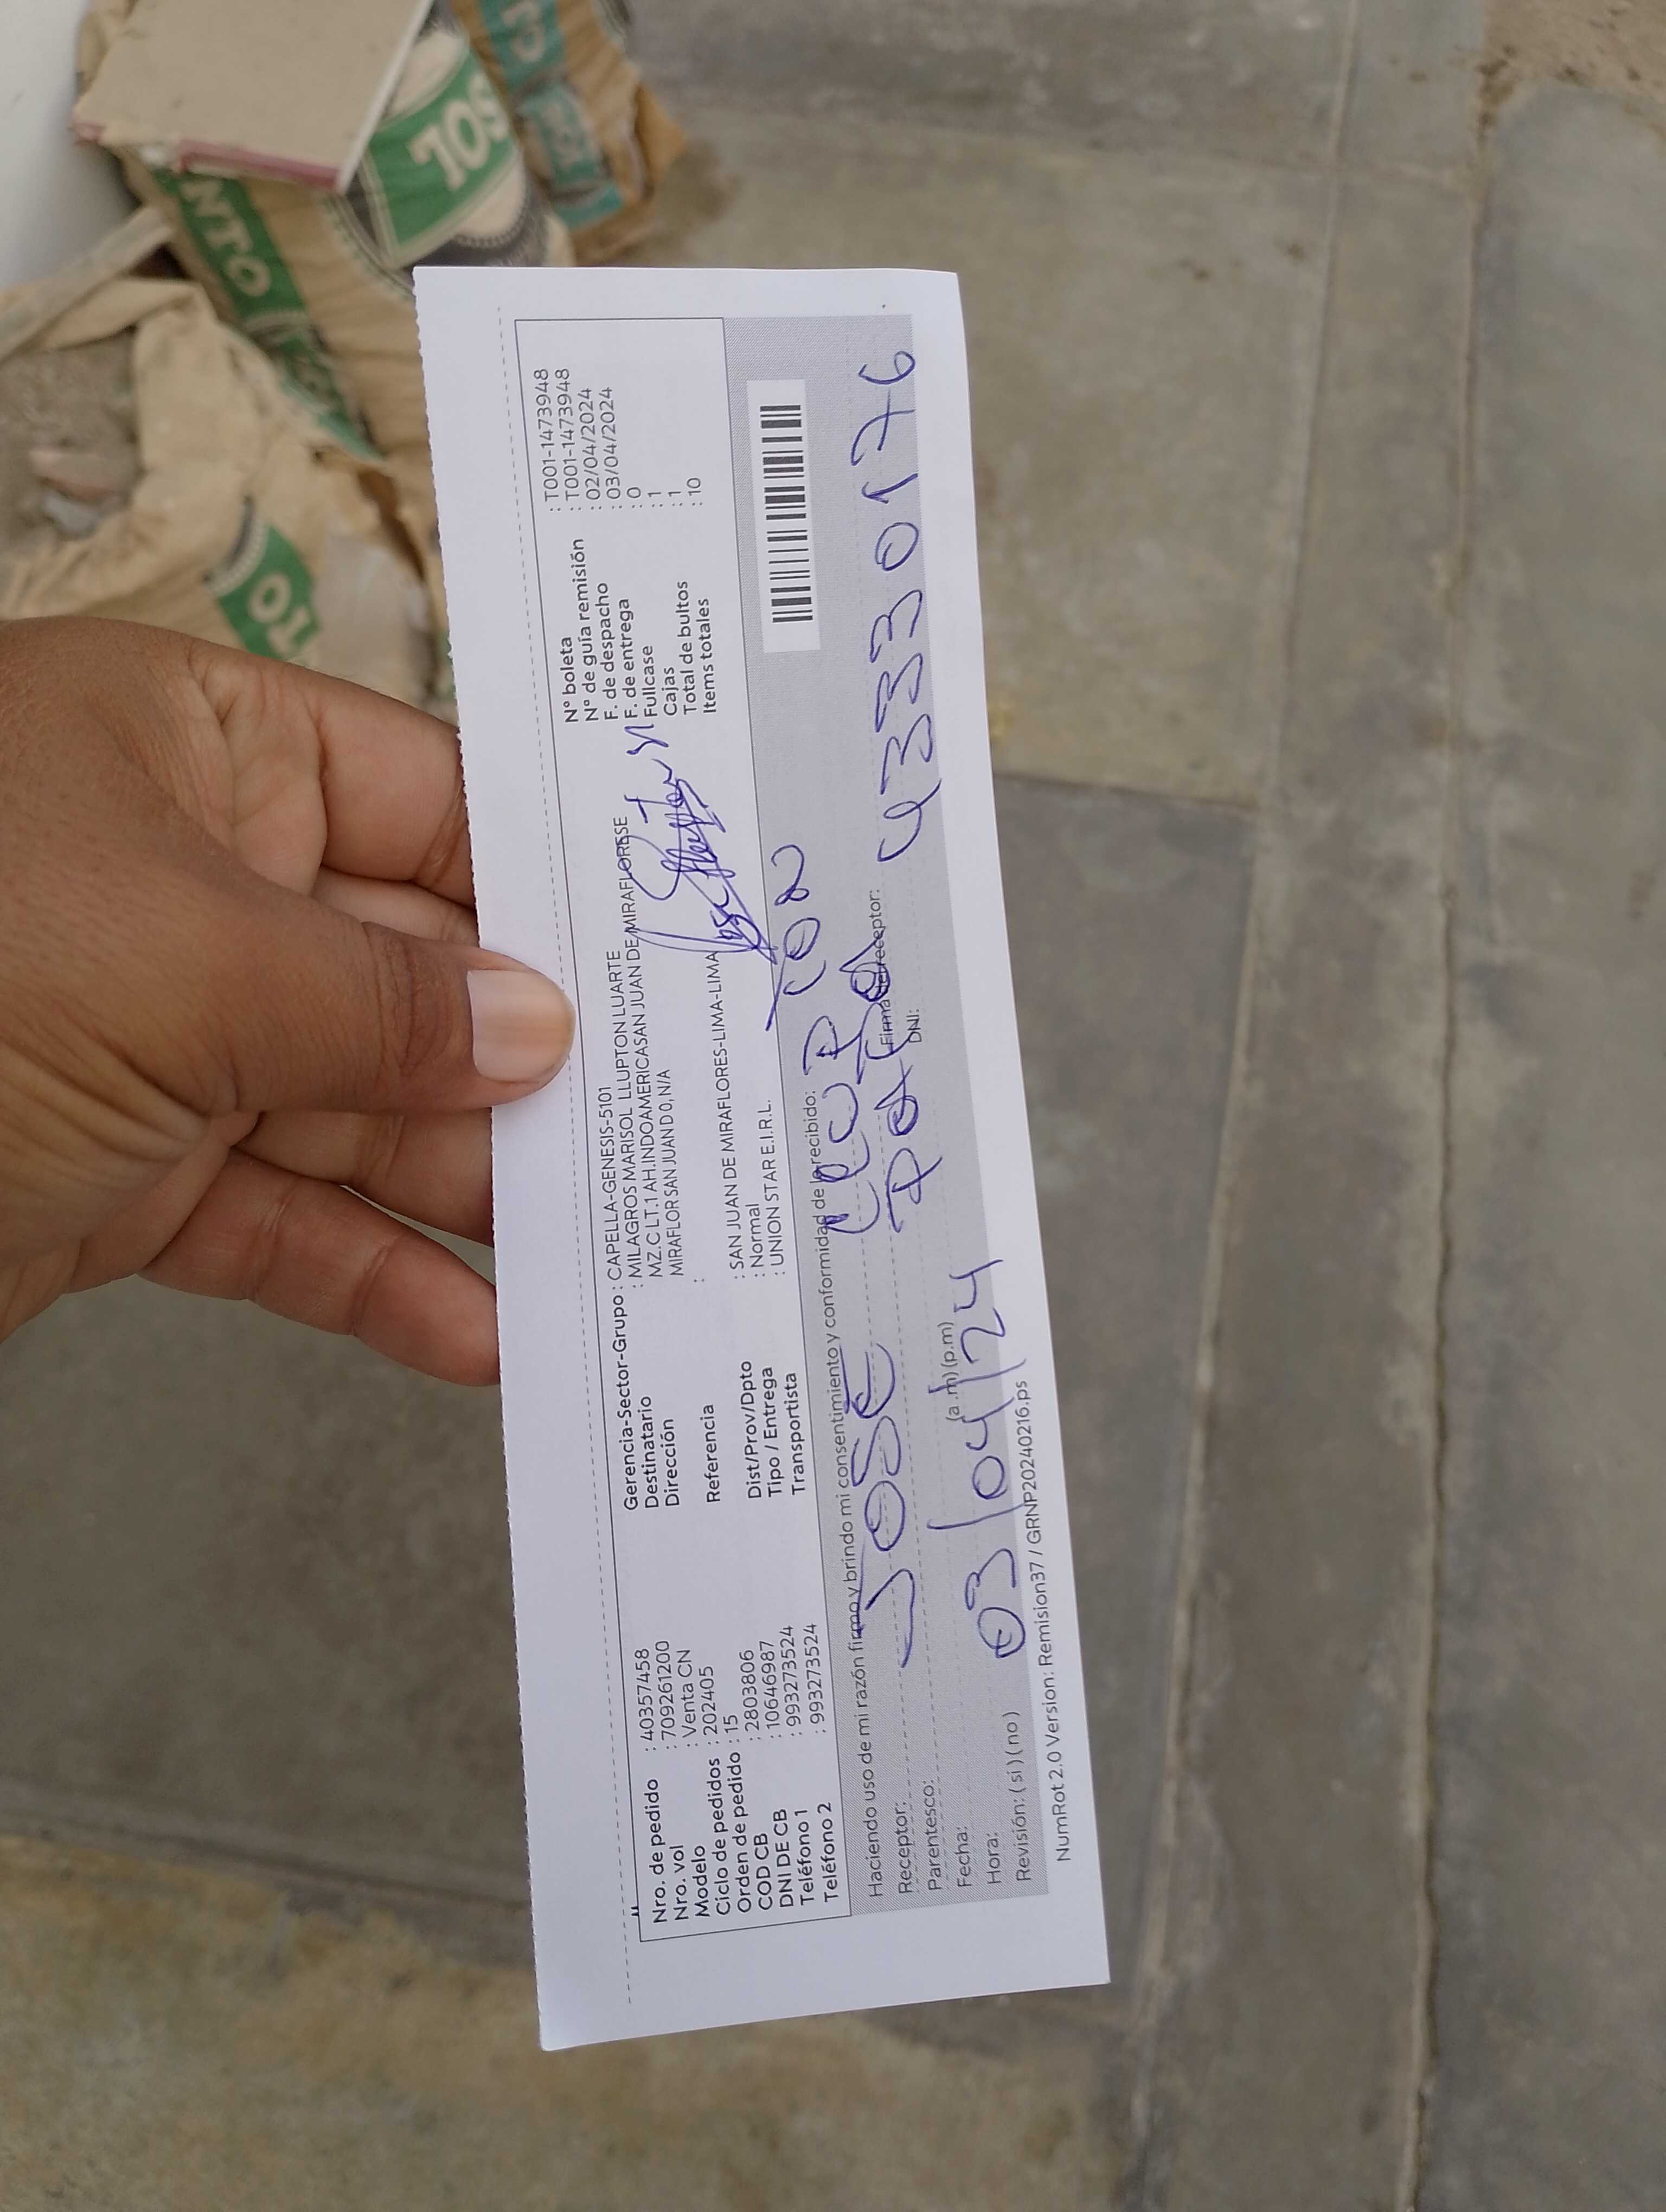 Nro. de pedido : 40357458
Nro. vol : 709261200
Modelo : Venta CN
Ciclo de pedidos : 202405
Orden de pedido : 15
COD CB : 2803806
DNI DE CB : 10646987
Teléfono 1 : 993273524
Teléfono 2 : 993273524
Gerencia-Sector-Grupo : CAPELLA-GENESIS-5101
Destinatario : MILAGROS MARISOL LLUPTON LUARTE
Dirección MZ.C LT.1 AH.INDOAMERICASAN JUAN DE MIRAFLORESE
MIRAFLORSAN JUAN D 0,N/A
Referencia :
Dist/Prov/Dpto : SAN JUAN DE MIRAFLORES-LIMA-LIMA
Tipo / Entrega : Normal
Transportista : UNION STAR E.I.R.L.
N° boleta : T001-1473948
N° de guía remisión : T001-1473948
F. de despacho : 02/04/2024
F. de entrega : 03/04/2024
Fullcase : 0
Cajas : 1
Total de bultos : 1
Items totales : 10
Haciendo uso de mi razón firmo y brindo mi consentimiento y conformidad de lo recibido:
Receptor: JOSE
Parentesco:
Firma receptor:
DNI: 43330176
Fecha: 03/04/24
Hora: (a .m) (p.m)
Revisión: ( si ) ( no )
NumRot 2.0 Version: Remision37 / GRNP20240216.ps
SOL
NTO
TO